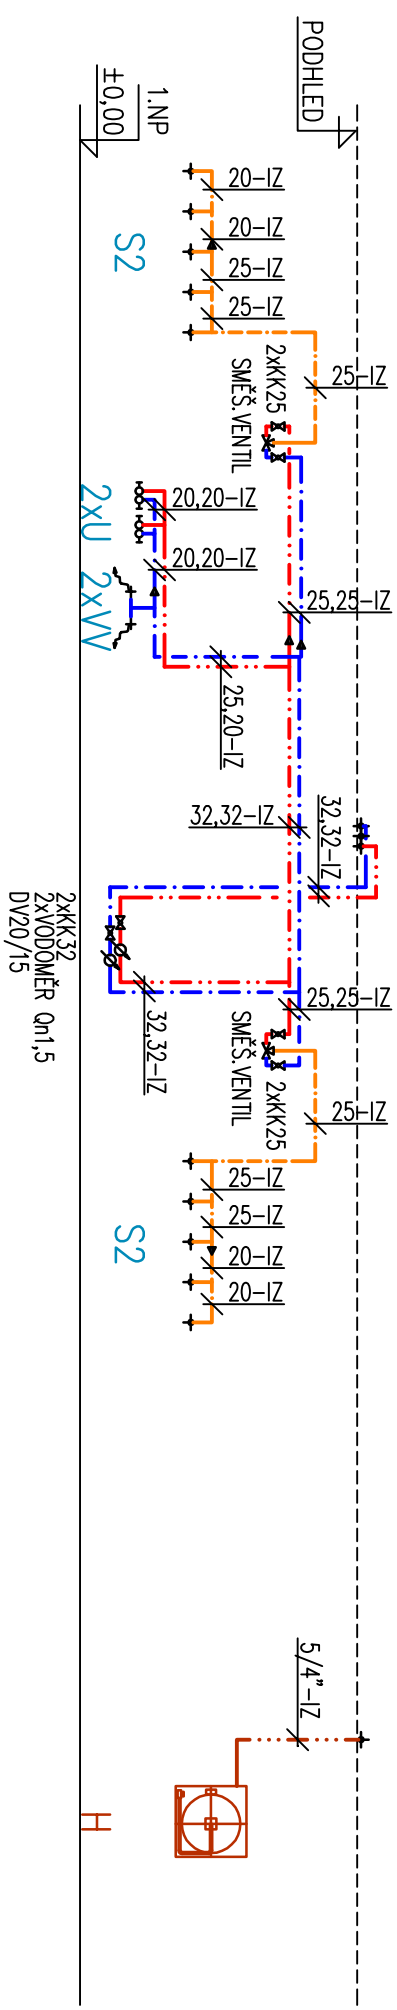 PODHLED
1.NP
±0,00
20-IZ
20-IZ
25-IZ
25-IZ
S2
25-IZ
2xKK25
SMĚŠ.VENTIL
20,20-IZ
20,20-IZ
2xU
2xVV
25,25-IZ
25,20-IZ
32,32-IZ
32,32-IZ
2xKK32
2xVODOMĚR Qn1,5
DV20/15
32,32-IZ
25,25-IZ
2xKK25
SMĚŠ.VENTIL
25-IZ
25-IZ
25-IZ
20-IZ
20-IZ
S2
5/4"-IZ
H